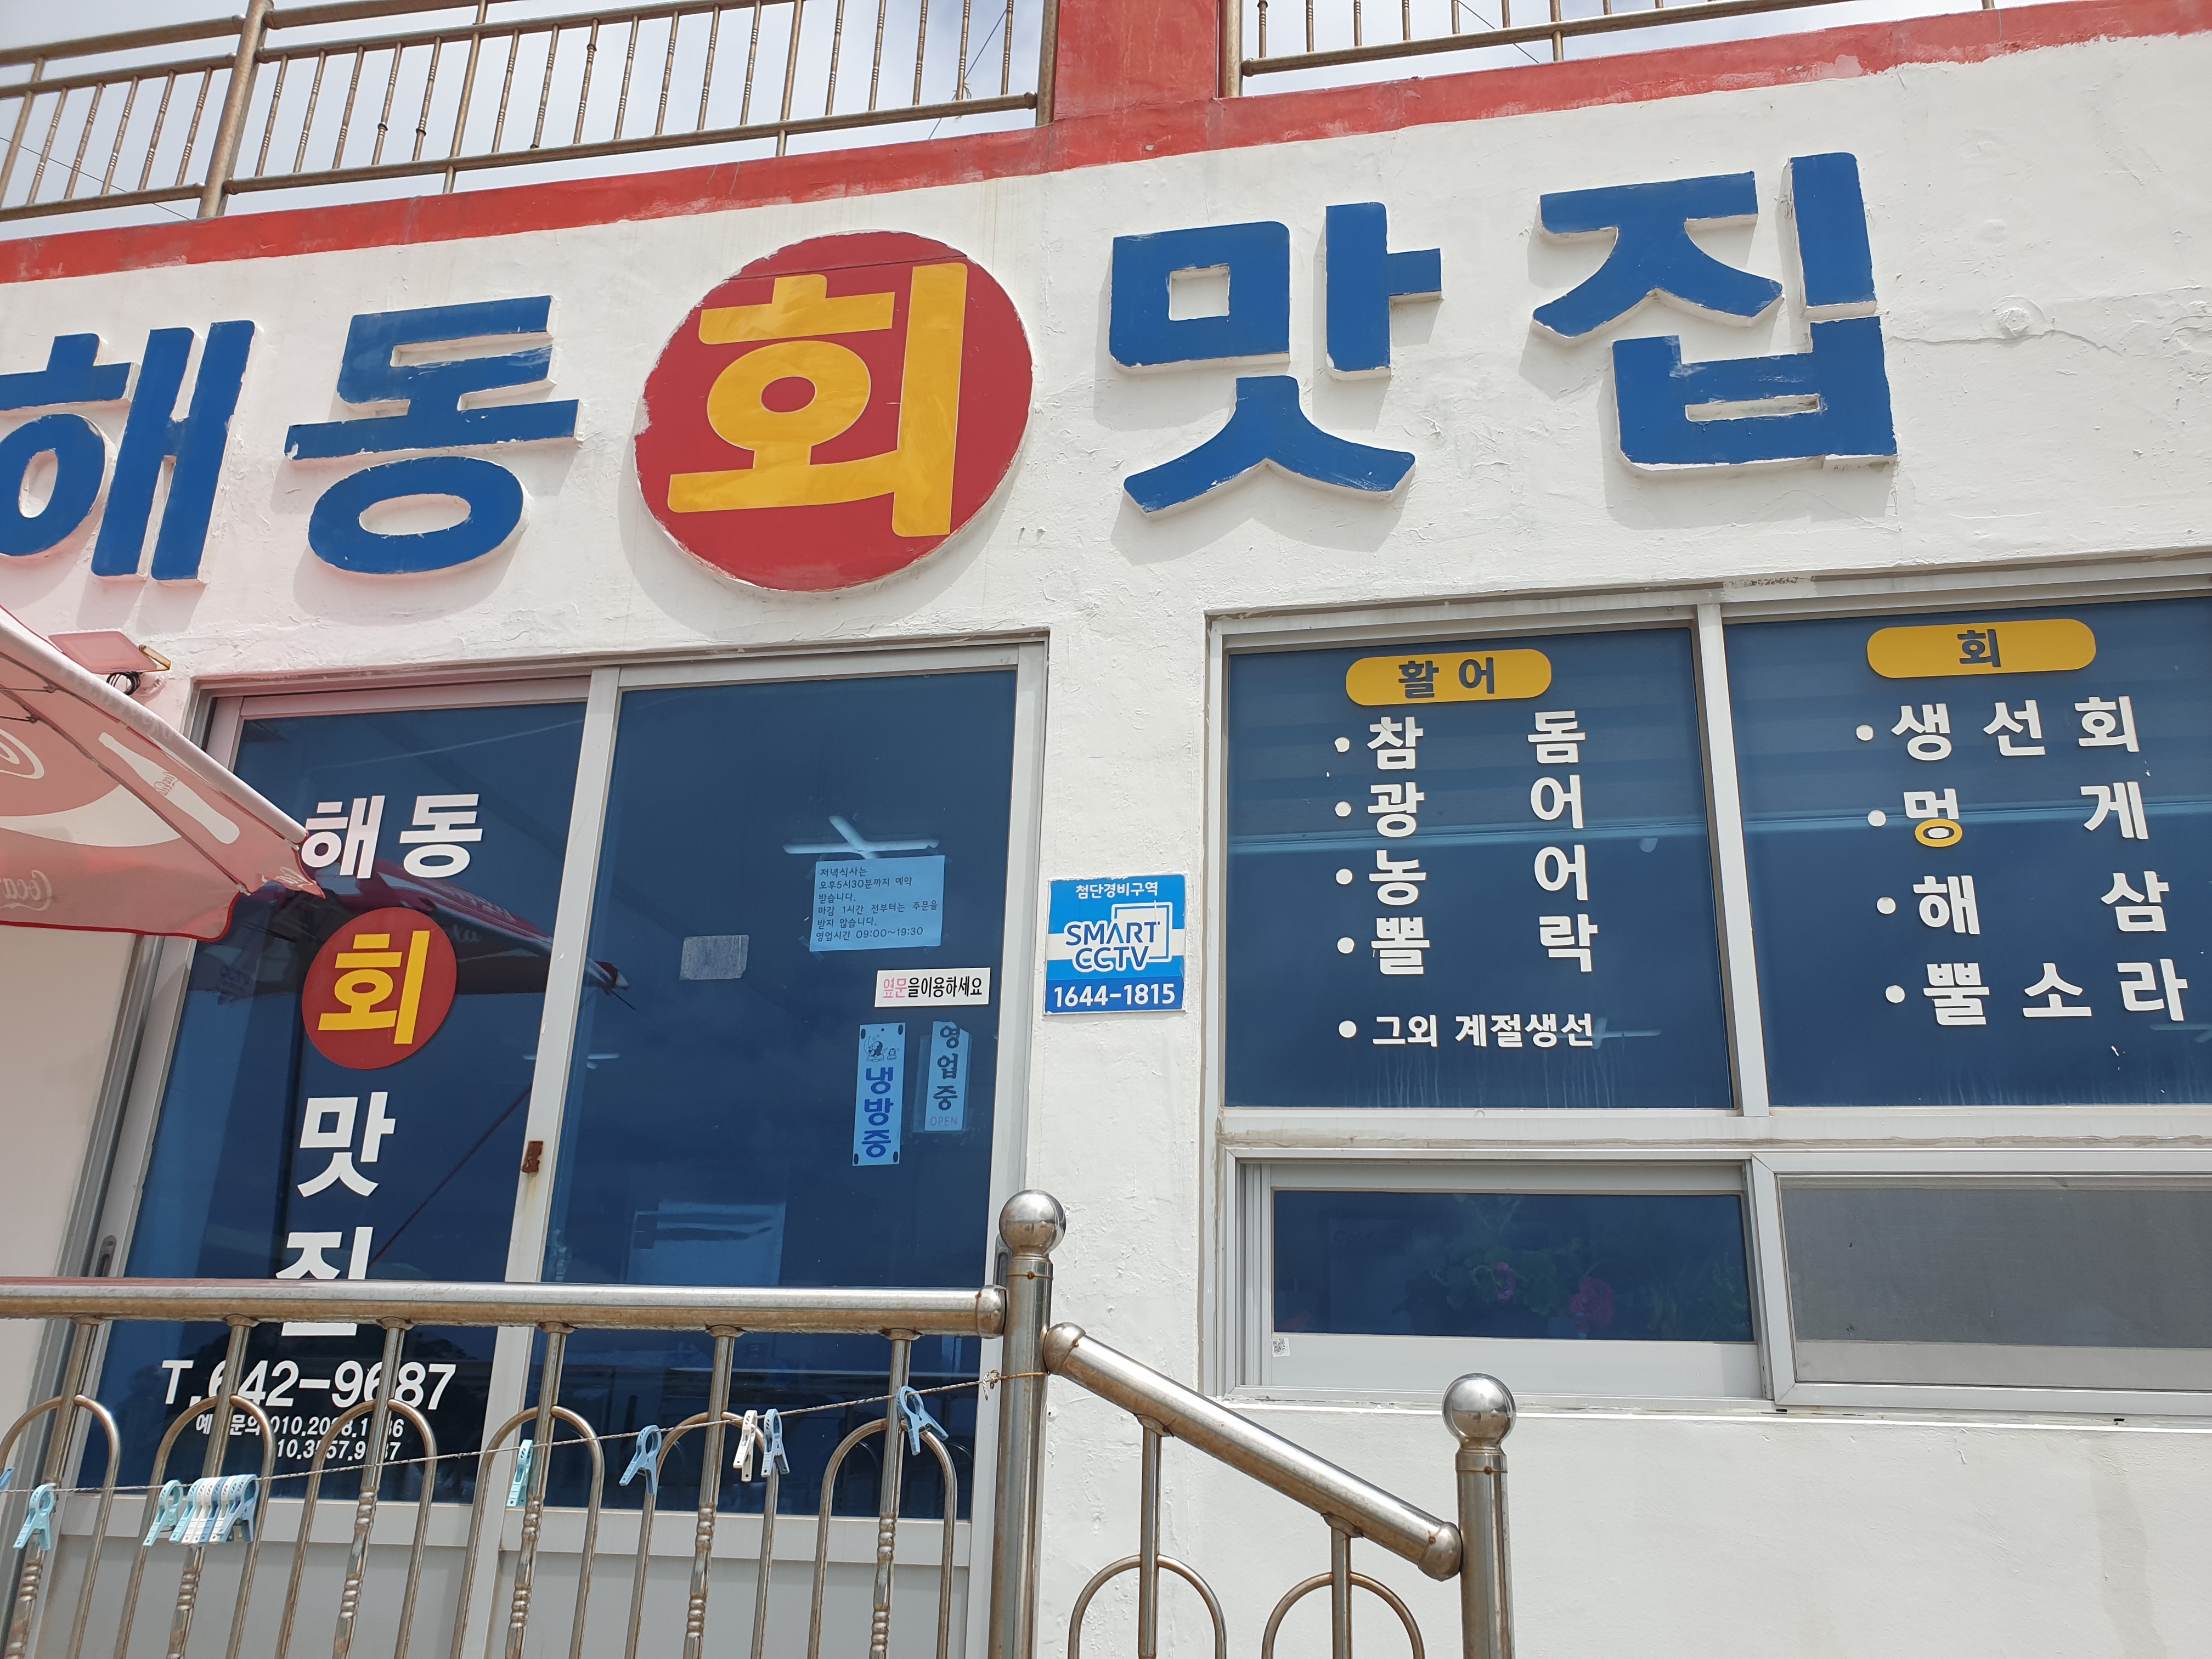 해동회맛집
해동
회
맛
집
T.642-9687
저녁식사는
오후5시30분까지 예약
받습니다.
마감 1시간 전부터는 주문을
받지 않습니다.
영업시간 09:00~19:30
옆문을이용하세요
냉방중
영업중
OPEN
첨단경비구역
SMART
CCTV
1644-1815
활어
·참돔
·광어
·농어
·뽈락
·그외 계절생선
회
·생선회
·멍게
·해삼
·뿔소라